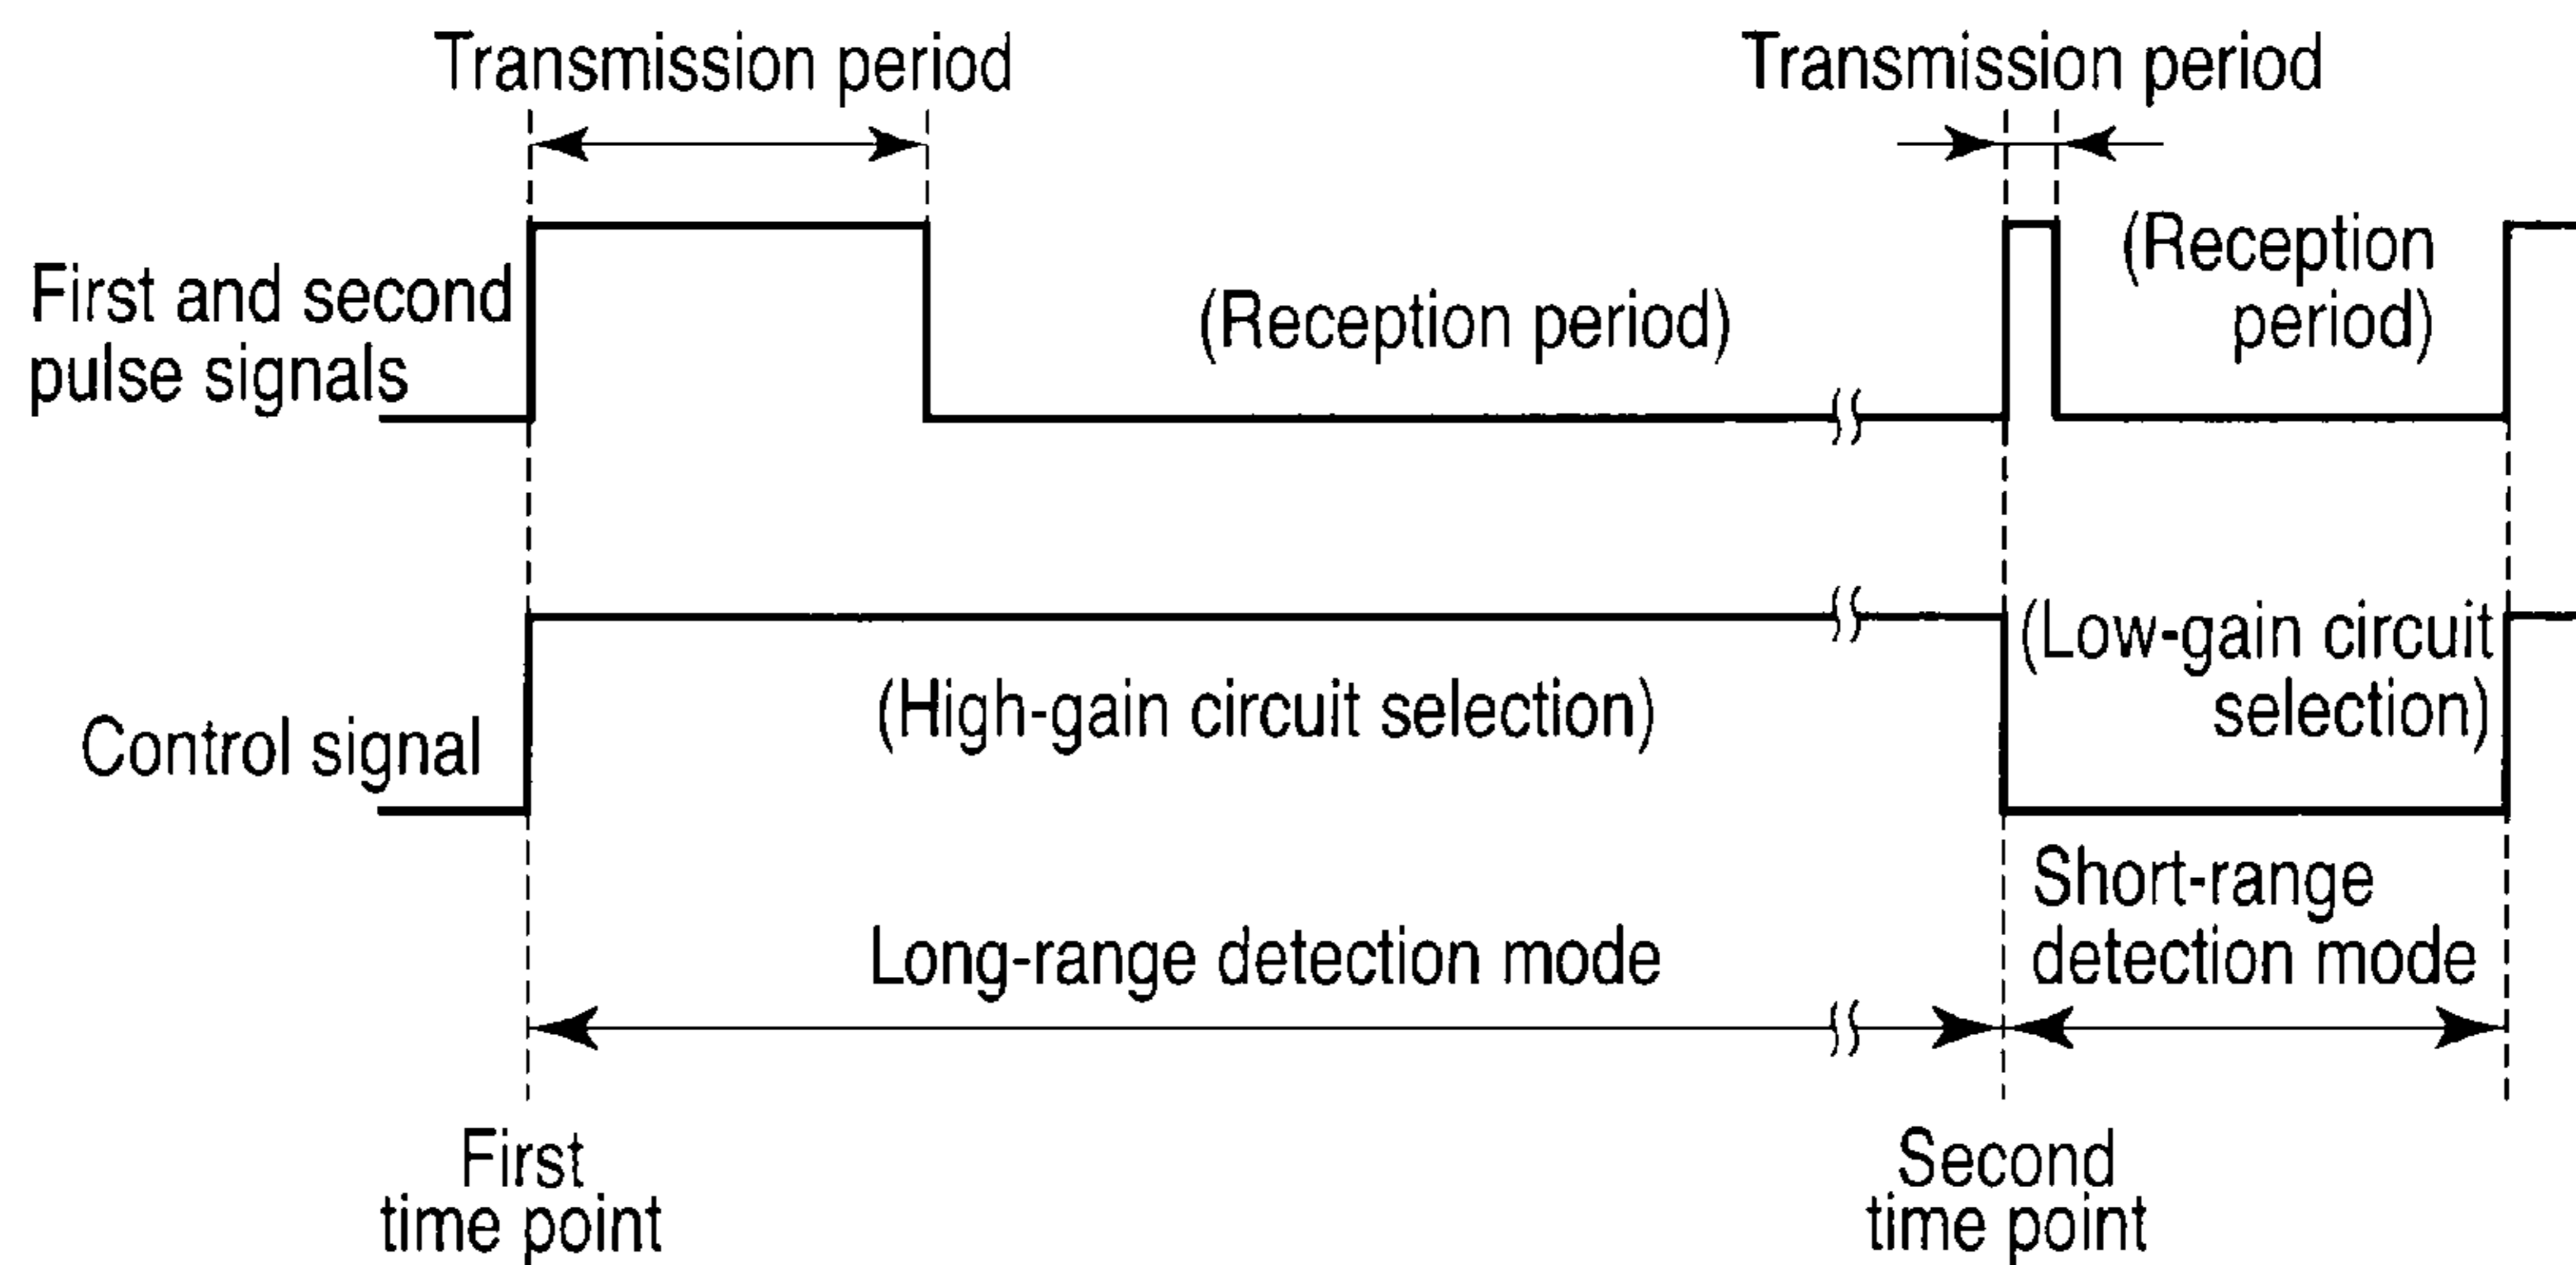 Transmission period
Transmission period
First and second
pulse signals
(Reception period)
(Reception
period)
Control signal
(High-gain circuit selection)
(Low-gain circuit
selection)
Long-range detection mode
Short-range
detection mode
First
time point
Second
time point